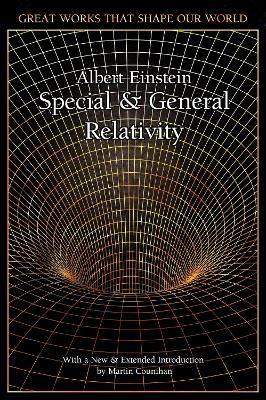 GREAT WORKS THAT SHAPE OUR WORLD
Albert Einstein
Special & General
Relativity
With a New & Extended Introduction
by Martin Counihan